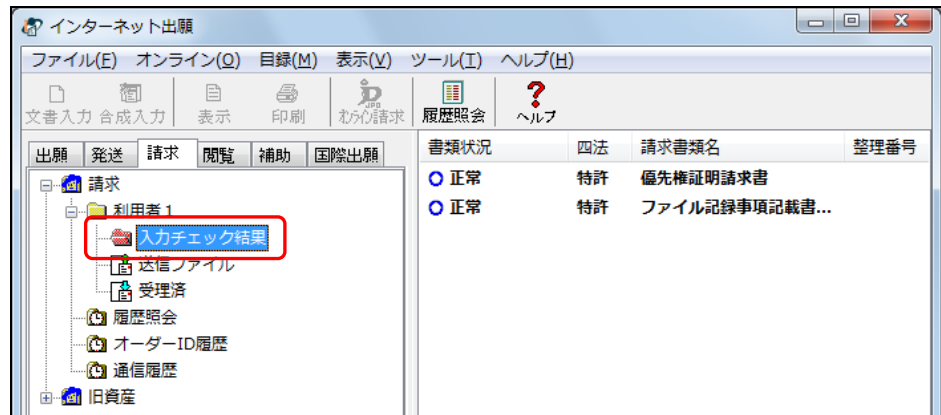 インターネット出願
ファイル(F) オンライン(O) 目録(M) 表示(V) ツール(T) ヘルプ(H)
文書入力 合成入力 表示 印刷 オンライン請求 履歴照会 ヘルプ
出願 発送 請求 閲覧 補助 国際出願
書類状況 四法 請求書類名 整理番号
請求
正常 特許 優先権証明請求書
利用者1
正常 特許 ファイル記録事項記載書...
入力チェック結果
送信ファイル
受理済
履歴照会
オーダーID履歴
通信履歴
旧資産